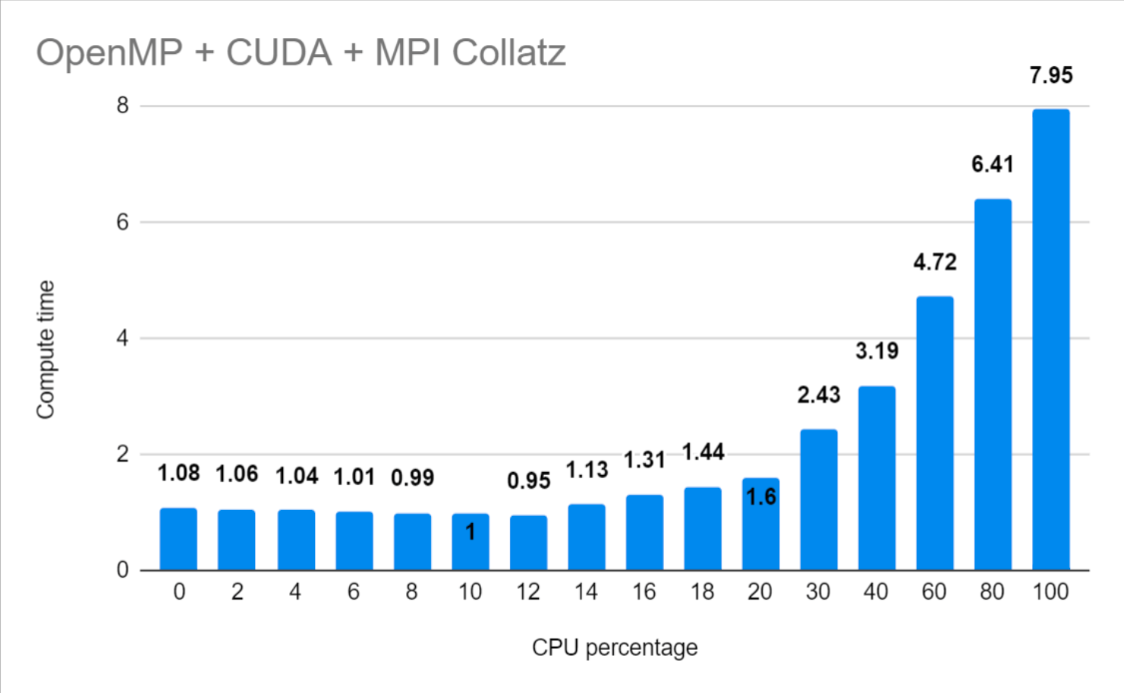 OpenMP + CUDA + MPI Collatz
7.95
8
6.41
6
4.72
4
3.19
2.43
2
1.08 1.06 1.04 1.01 0.99 0.95 1.13 1.31 1.44
1 1.6
0
0 2 4 6 8 10 12 14 16 18 20 30 40 60 80 100
Compute time
CPU percentage